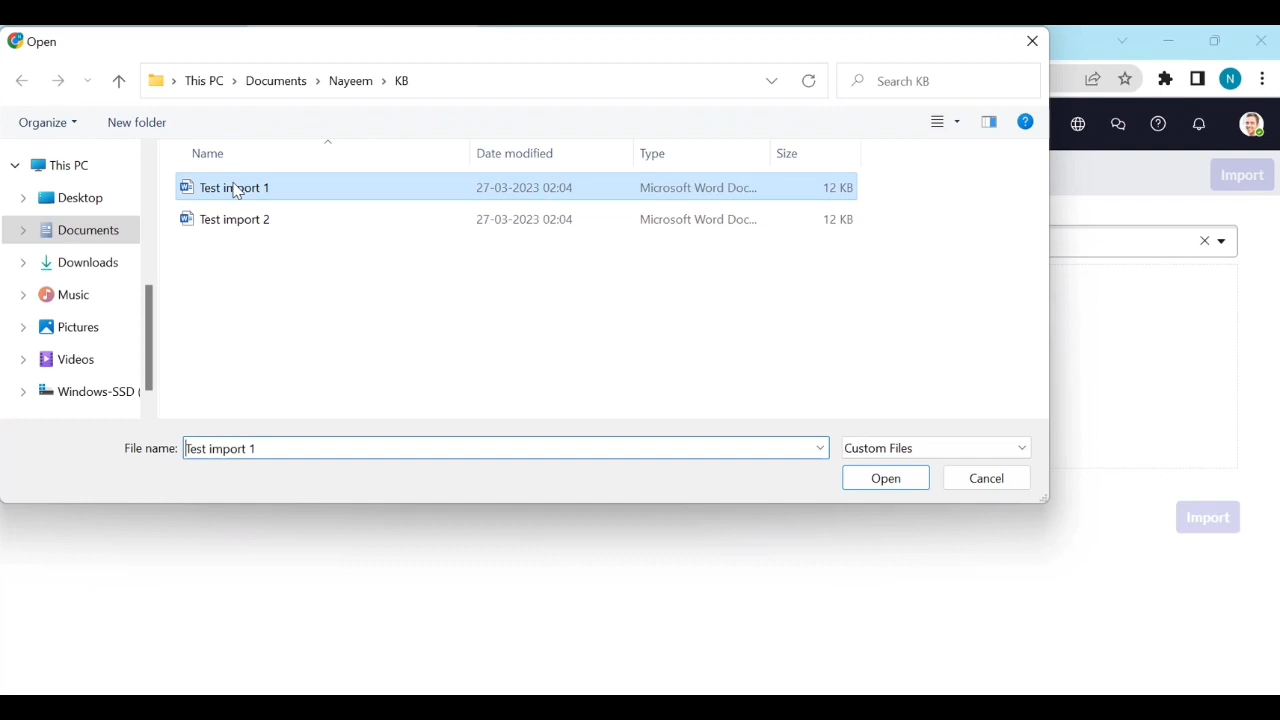 Open
This PC > Documents > Nayeem > KB
Search KB
Organize
New folder
Name
Date modified
Type
Size
This PC
Desktop
Documents
Downloads
Music
Pictures
Videos
Windows-SSD (
Test import 1 27-03-2023 02:04 Microsoft Word Doc... 12 KB
Test import 2 27-03-2023 02:04 Microsoft Word Doc... 12 KB
File name: Test import 1
Custom Files
Open
Cancel
N
Import
Import